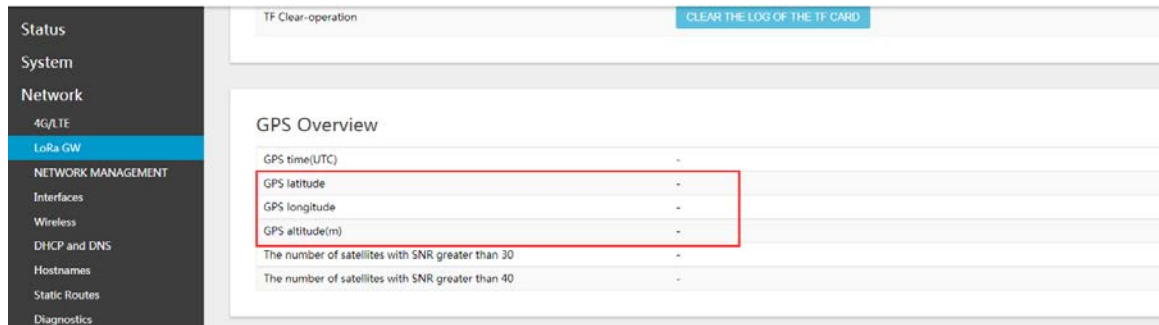 Status
System
Network
4G/LTE
LoRa GW
NETWORK MANAGEMENT
Interfaces
Wireless
DHCP and DNS
Hostnames
Static Routes
Diagnostics
TF Clear-operation CLEAR THE LOG OF THE TF CARD
GPS Overview
GPS time(UTC) -
GPS latitude -
GPS longitude -
GPS altitude(m) -
The number of satellites with SNR greater than 30 -
The number of satellites with SNR greater than 40 -